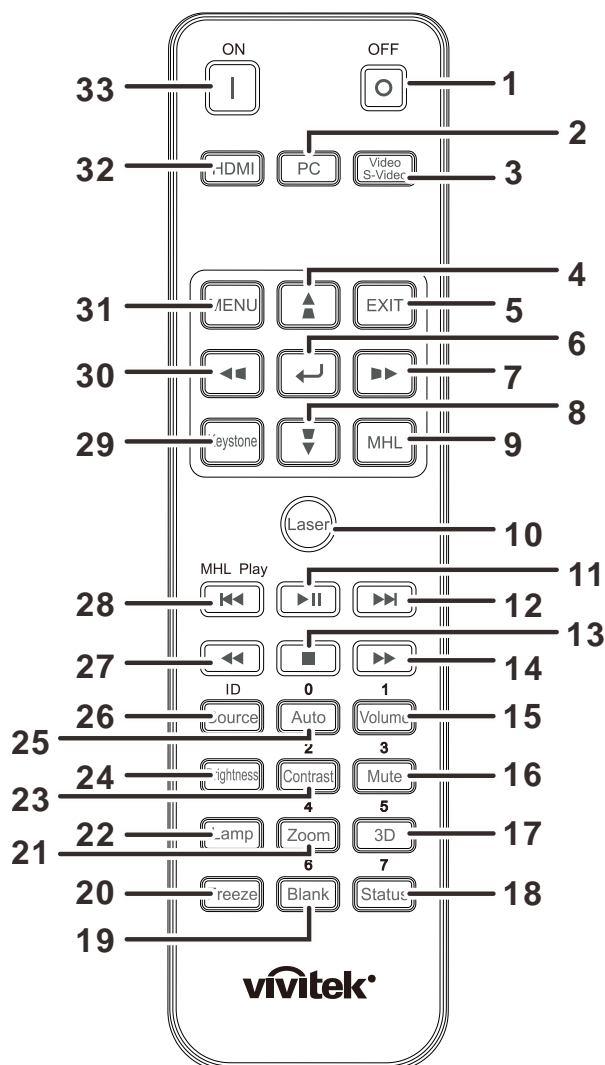 ON OFF
33 1
2
32 HDMI PC Video S-Video 3
4
31 MENU EXIT 5
6
30 7
8
29 Keystone MHL 9
Laser 10
MHL Play
11
28 12
13
27 14
ID 0 1
26 Source Auto Volume 15
25
2 3
24 Brightness Contrast Mute 16
23
4 5
22 Lamp Zoom 3D 17
21
6 7
20 Freeze Blank Status 18
19
vivitek